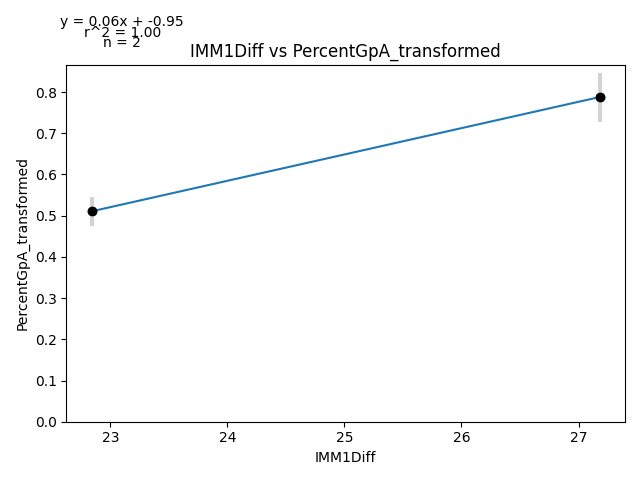 y = 0.06x + -0.95
r^2 = 1.00
n = 2
IMM1Diff vs PercentGpA_transformed
0.8
0.7
0.6
0.5
0.4
0.3
0.2
0.1
0.0
PercentGpA_transformed
23 24 25 26 27
IMM1Diff